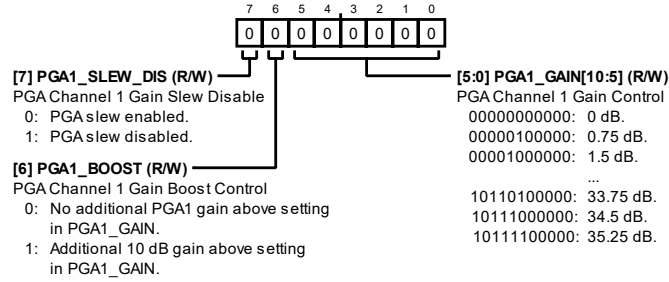 7 6 5 4 3 2 1 0
0 0 0 0 0 0 0 0
[7] PGA1_SLEW_DIS (R/W)
PGA Channel 1 Gain Slew Disable
0: PGA slew enabled.
1: PGA slew disabled.
[6] PGA1_BOOST (R/W)
PGA Channel 1 Gain Boost Control
0: No additional PGA1 gain above setting
in PGA1_GAIN.
1: Additional 10 dB gain above setting
in PGA1_GAIN.
[5:0] PGA1_GAIN[10:5] (R/W)
PGA Channel 1 Gain Control
00000000000: 0 dB.
00000100000: 0.75 dB.
00001000000: 1.5 dB.
...
10110100000: 33.75 dB.
10111000000: 34.5 dB.
10111100000: 35.25 dB.